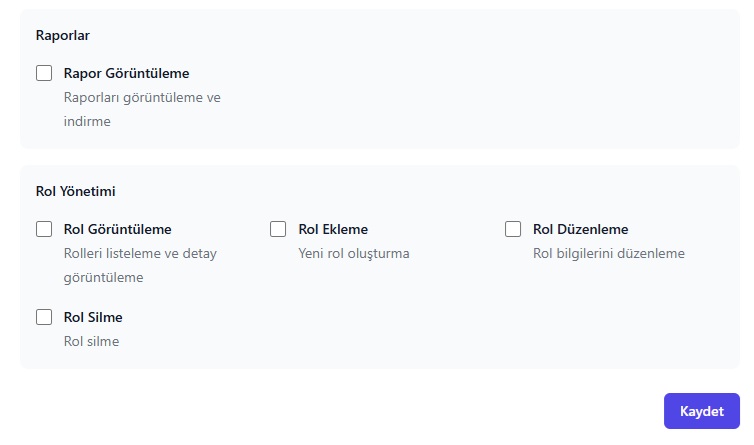 Raporlar
Rapor Görüntüleme
Raporları görüntüleme ve
indirme
Rol Yönetimi
Rol Görüntüleme
Rolleri listeleme ve detay
görüntüleme
Rol Ekleme
Yeni rol oluşturma
Rol Düzenleme
Rol bilgilerini düzenleme
Rol Silme
Rol silme
Kaydet